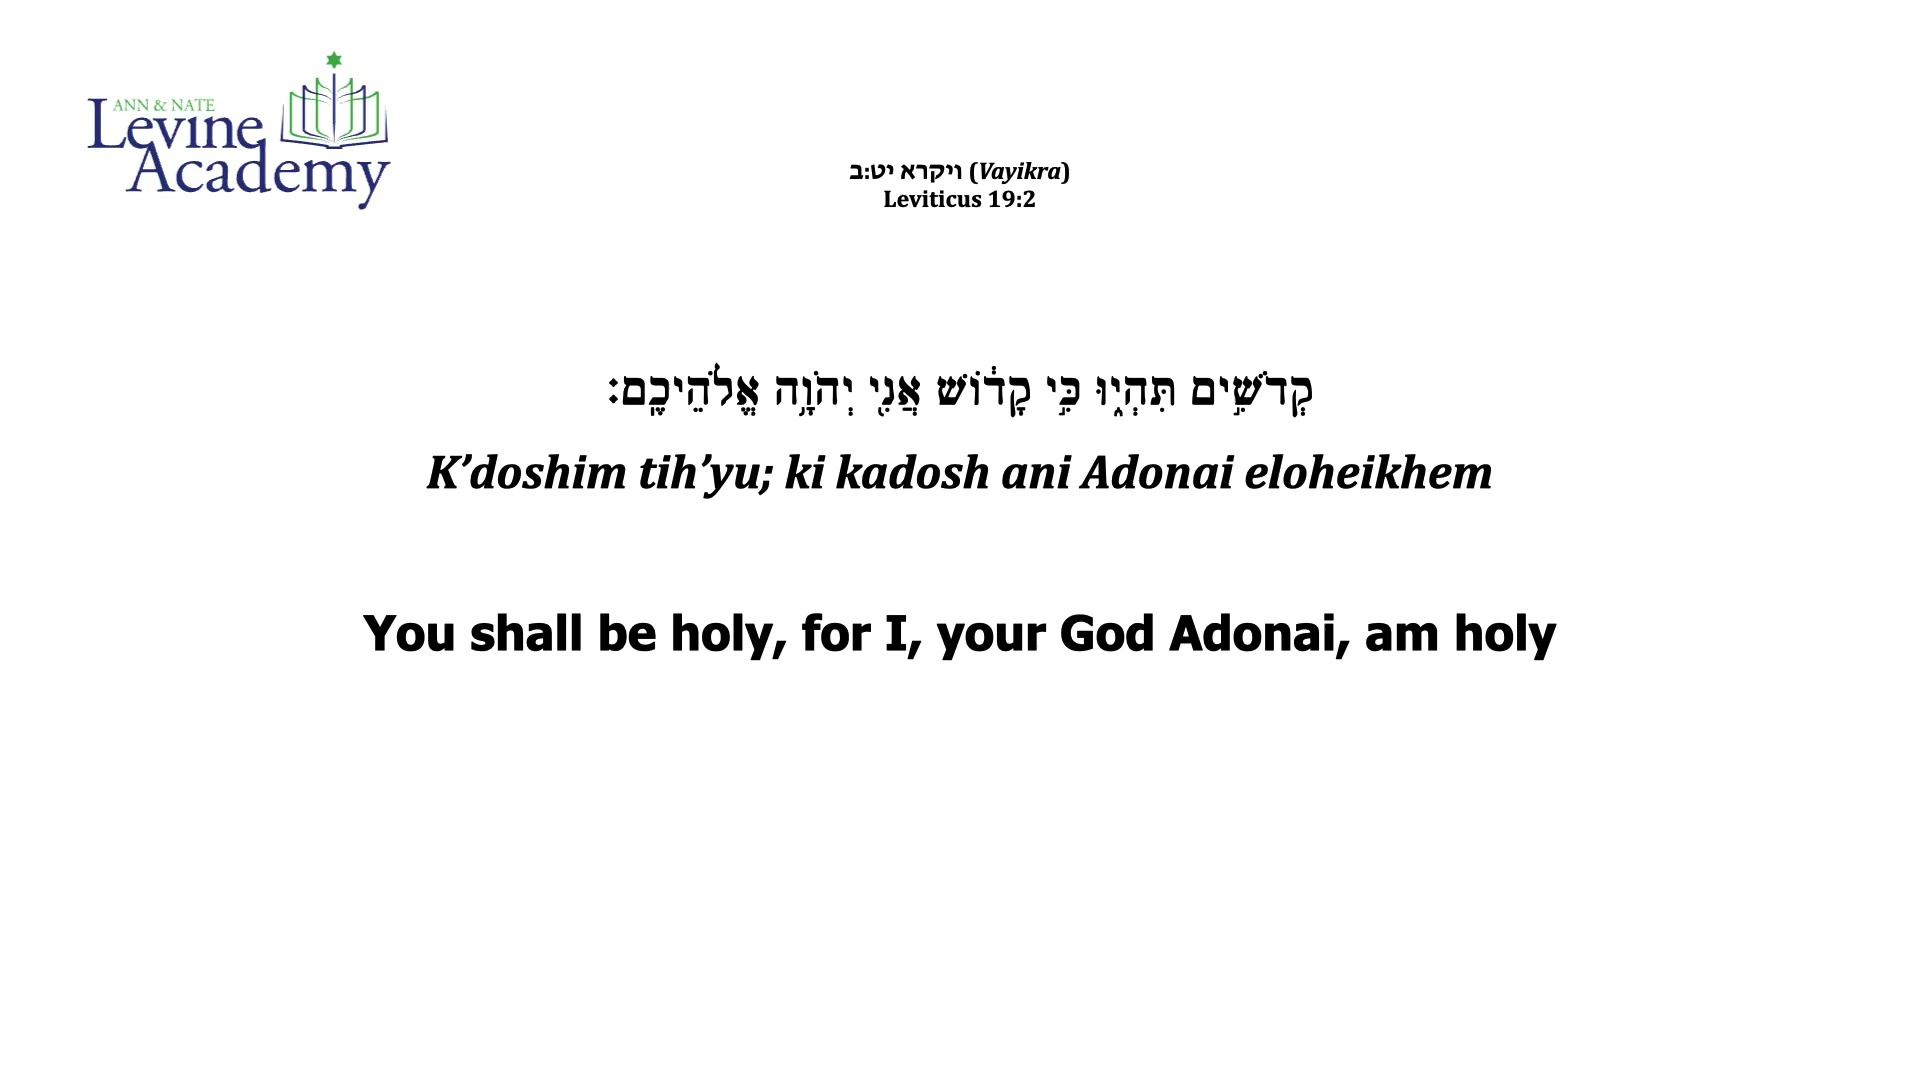 ANN & NATE
Levine
Academy
ויקרא יט:ב (Vayikra)
Leviticus 19:2
קְדֹשִׁ֣ים תִּהְי֑וּ כִּ֣י קָד֔וֹשׁ אֲנִ֖י יְהֹוָ֥ה אֱלֹהֵיכֶֽם׃
K’doshim tih’yu; ki kadosh ani Adonai eloheikhem
You shall be holy, for I, your God Adonai, am holy